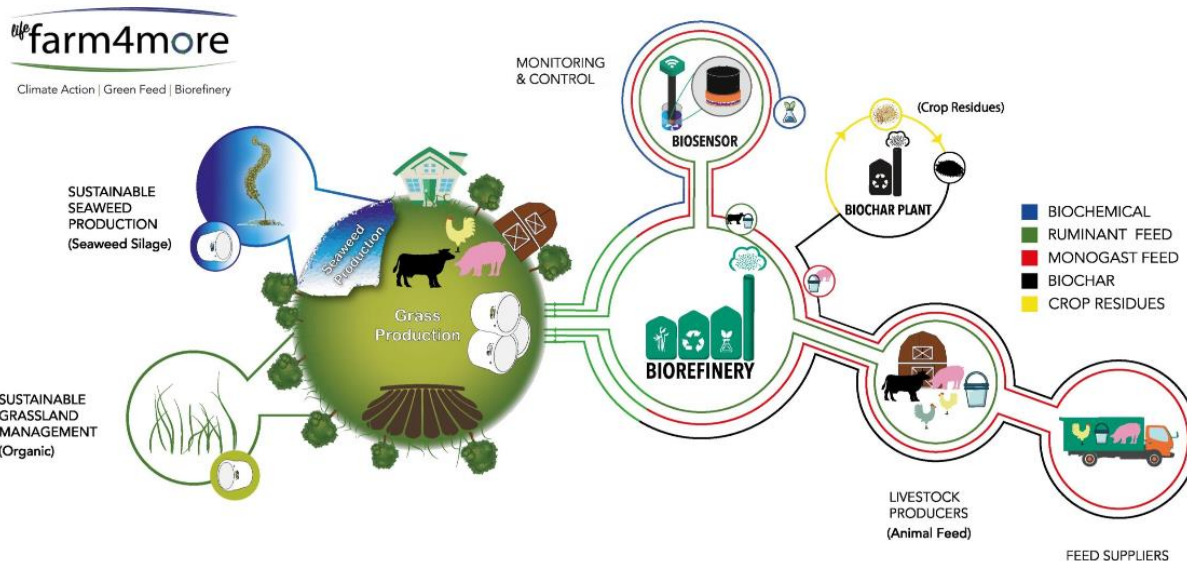 life farm4more
Climate Action | Green Feed | Biorefinery
MONITORING
& CONTROL
BIOSENSOR
(Crop Residues)
BIOCHAR PLANT
SUSTAINABLE
SEAWEED
PRODUCTION
(Seaweed Silage)
Seaweed
Production
Grass
Production
BIOREFINERY
BIOCHEMICAL
RUMINANT FEED
MONOGAST FEED
BIOCHAR
CROP RESIDUES
SUSTAINABLE
GRASSLAND
MANAGEMENT
(Organic)
LIVESTOCK
PRODUCERS
(Animal Feed)
FEED SUPPLIERS